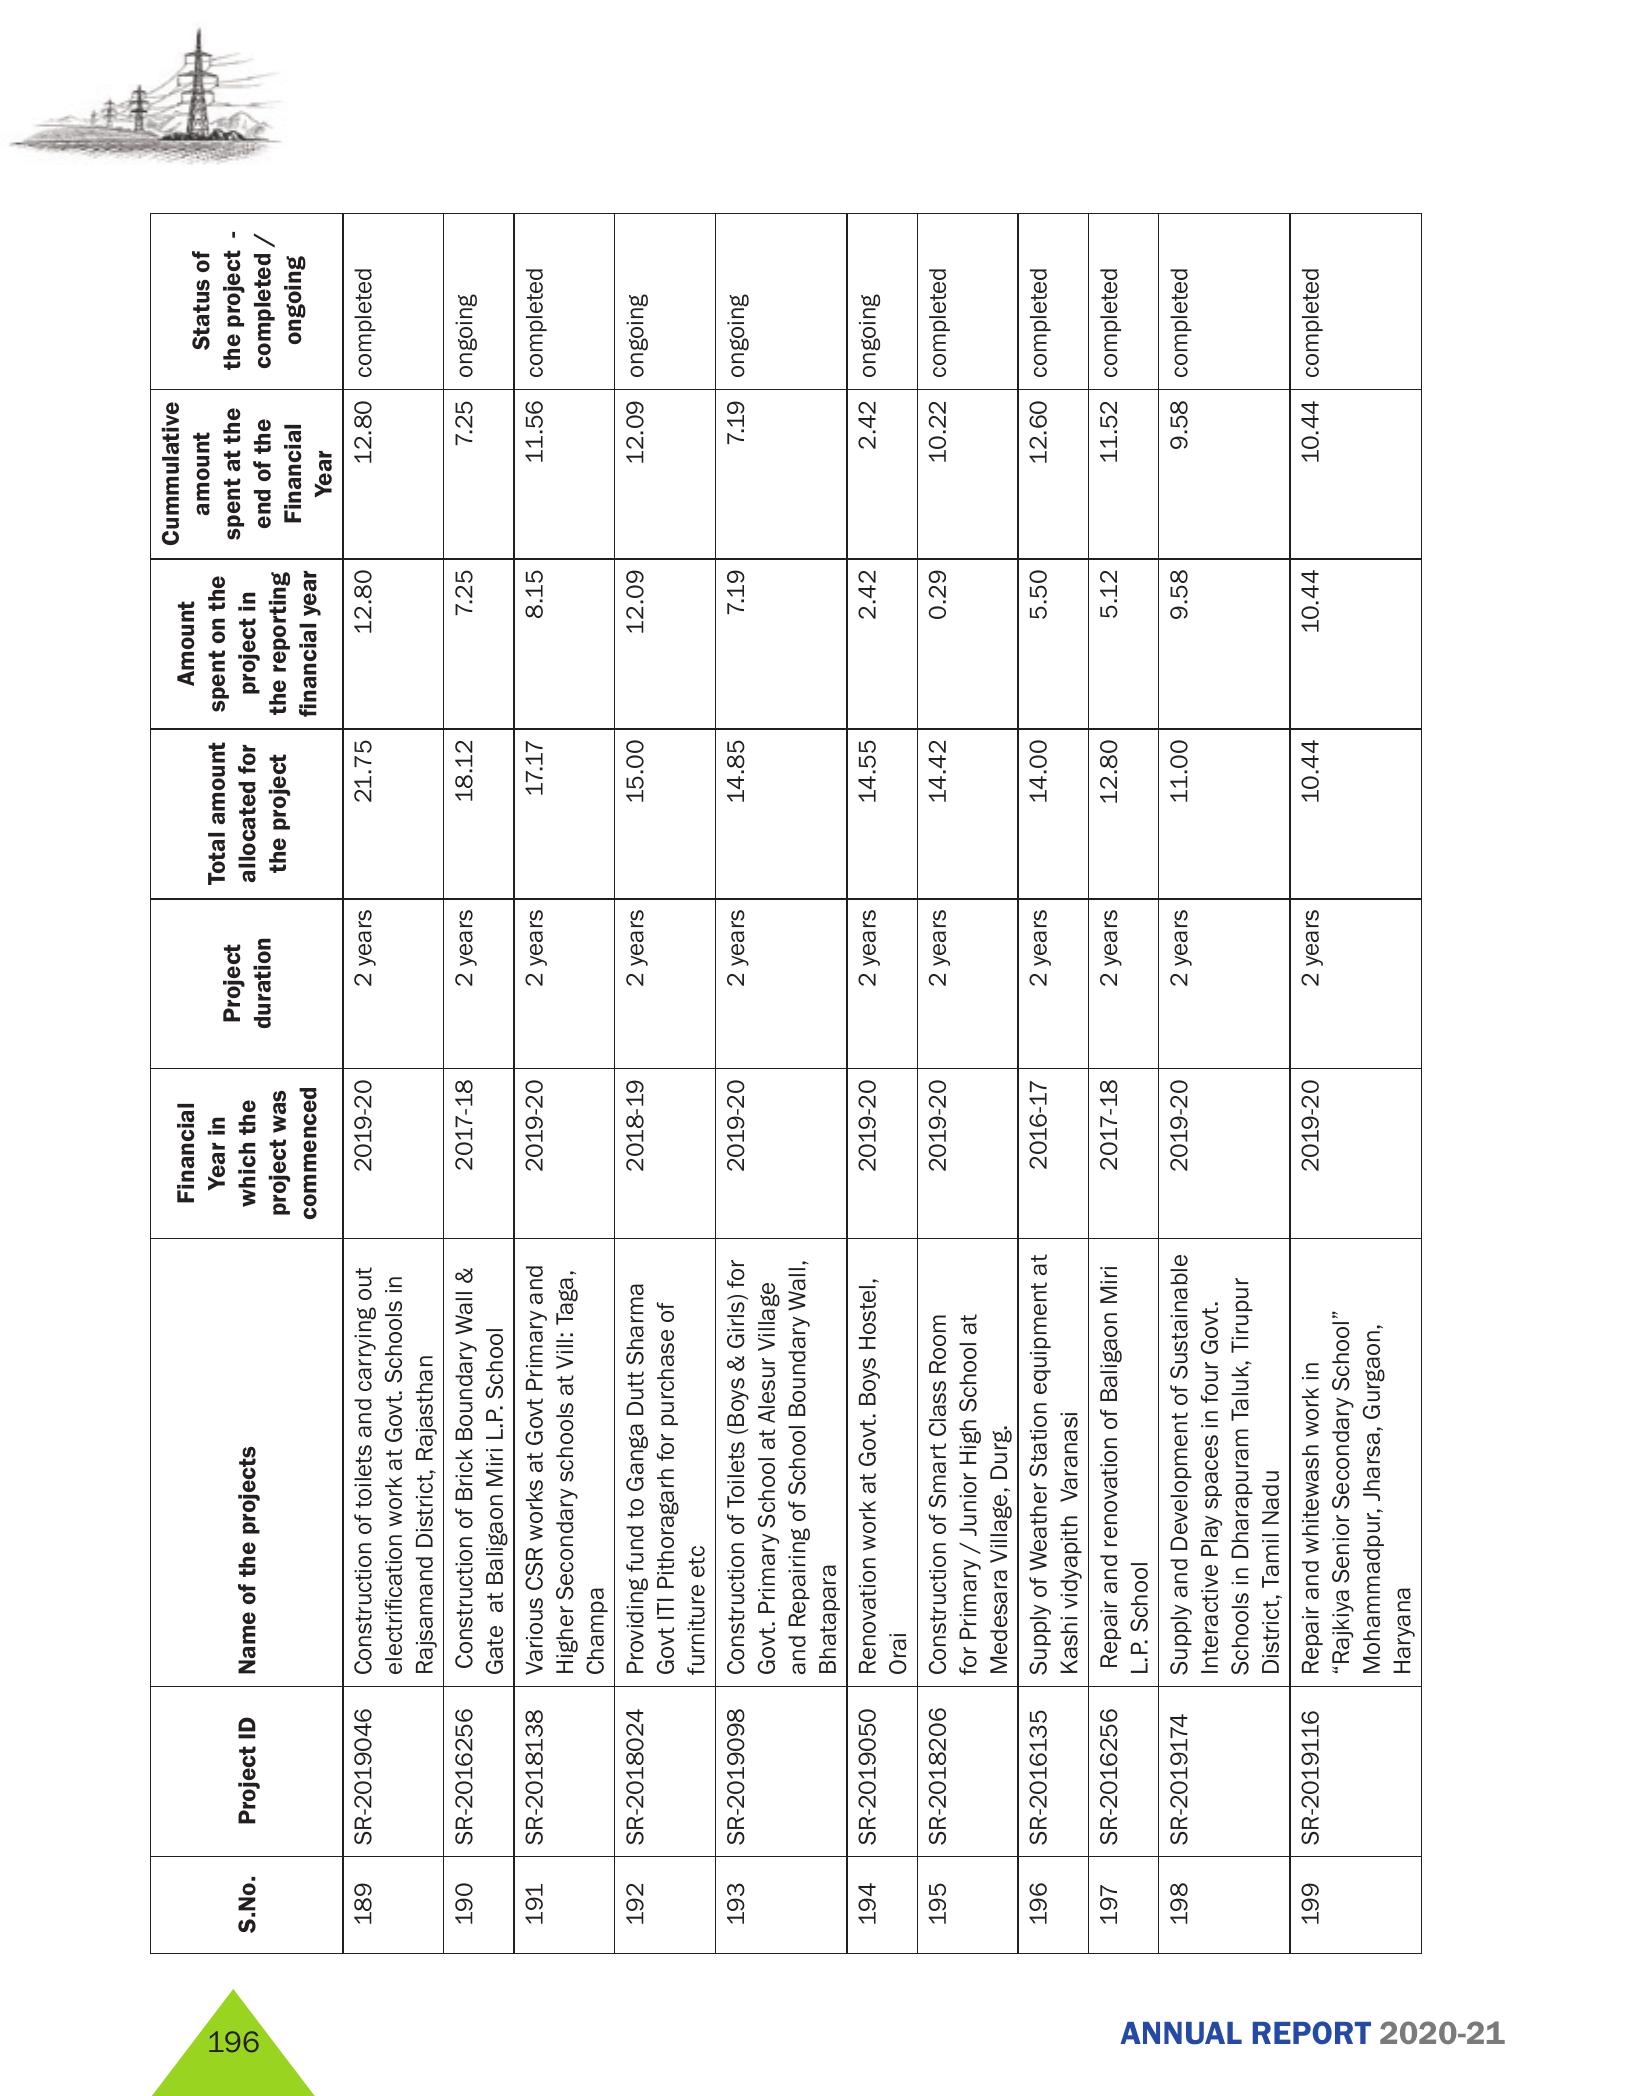 S.No.
Project ID
Name of the projects
Financial
Year in
which the
project was
commenced
Project
duration
Total amount
allocated for
the project
Amount
spent on the
project in
the reporting
financial year
Cummulative
amount
spent at the
end of the
Financial
Year
Status of
the project -
completed /
ongoing
189
SR-2019046
Construction of toilets and carrying out
electrification work at Govt. Schools in
Rajsamand District, Rajasthan
2019-20
2 years
21.75
12.80
12.80
completed
190
SR-2016256
Construction of Brick Boundary Wall &
Gate at Baligaon Miri L.P. School
2017-18
2 years
18.12
7.25
7.25
ongoing
191
SR-2018138
Various CSR works at Govt Primary and
Higher Secondary schools at Vill: Taga,
Champa
2019-20
2 years
17.17
8.15
11.56
completed
192
SR-2018024
Providing fund to Ganga Dutt Sharma
Govt ITI Pithoragarh for purchase of
furniture etc
2018-19
2 years
15.00
12.09
12.09
ongoing
193
SR-2019098
Construction of Toilets (Boys & Girls) for
Govt. Primary School at Alesur Village
and Repairing of School Boundary Wall,
Bhatapara
2019-20
2 years
14.85
7.19
7.19
ongoing
194
SR-2019050
Renovation work at Govt. Boys Hostel,
Orai
2019-20
2 years
14.55
2.42
2.42
ongoing
195
SR-2018206
Construction of Smart Class Room
for Primary / Junior High School at
Medesara Village, Durg.
2019-20
2 years
14.42
0.29
10.22
completed
196
SR-2016135
Supply of Weather Station equipment at
Kashi vidyapith Varanasi
2016-17
2 years
14.00
5.50
12.60
completed
197
SR-2016256
Repair and renovation of Baligaon Miri
L.P. School
2017-18
2 years
12.80
5.12
11.52
completed
198
SR-2019174
Supply and Development of Sustainable
Interactive Play spaces in four Govt.
Schools in Dharapuram Taluk, Tirupur
District, Tamil Nadu
2019-20
2 years
11.00
9.58
9.58
completed
199
SR-2019116
Repair and whitewash work in
“Rajkiya Senior Secondary School”
Mohammadpur, Jharsa, Gurgaon,
Haryana
2019-20
2 years
10.44
10.44
10.44
completed
196
ANNUAL REPORT 2020-21